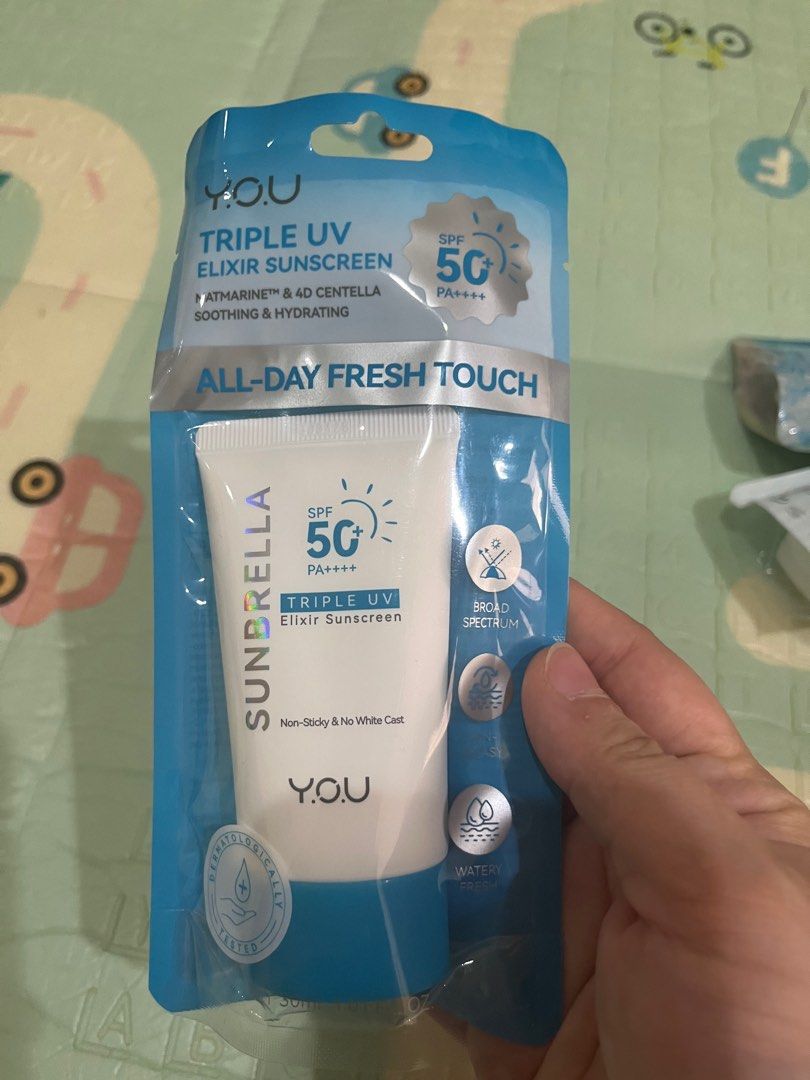 Y.O.U
TRIPLE UV
ELIXIR SUNSCREEN
MATMARINE™ & 4D CENTELLA
SOOTHING & HYDRATING
SPF
50+
PA++++
ALL-DAY FRESH TOUCH
SUNBRELLA
SPF
50+
PA++++
TRIPLE UV
Elixir Sunscreen
Non-Sticky & No White Cast
Y.O.U
BROAD
SPECTRUM
WATERY
FRESH
DERMATOLOGICALLY
TESTED
F
A